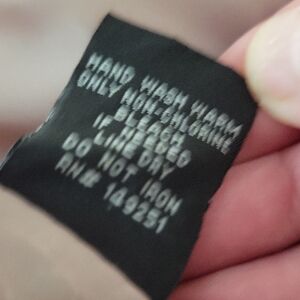 HAND WASH WARM
ONLY NON-CHLORINE
BLEACH
IF NEEDED
LINE DRY
DO NOT IRON
RN# 149251